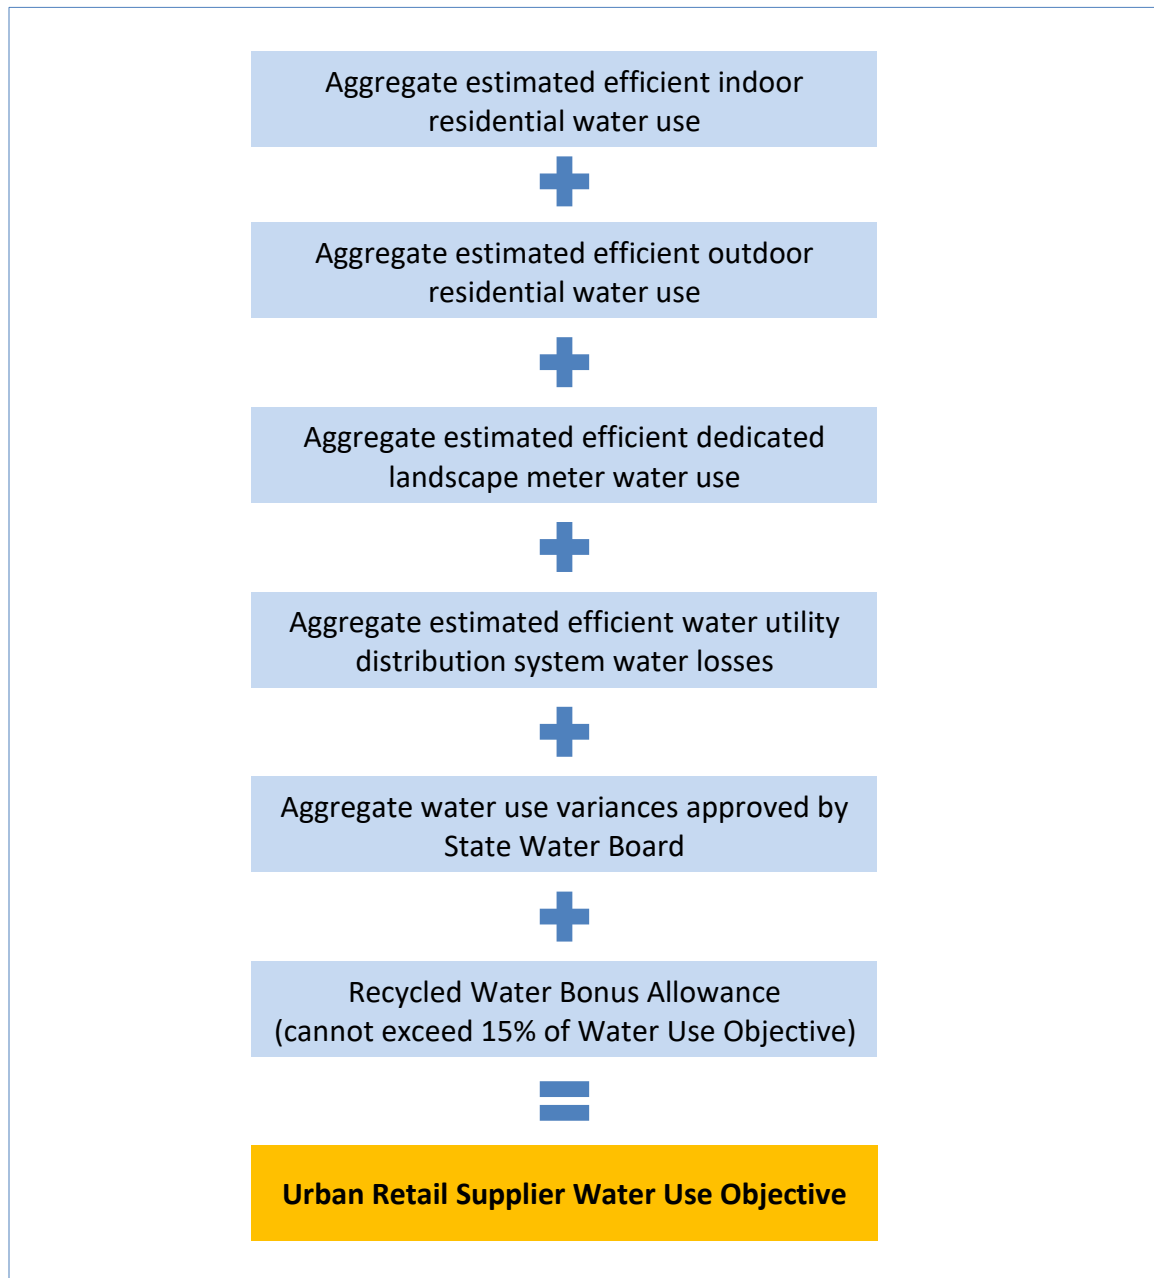 Aggregate estimated efficient indoor
residential water use
Aggregate estimated efficient outdoor
residential water use
Aggregate estimated efficient dedicated
landscape meter water use
Aggregate estimated efficient water utility
distribution system water losses
Aggregate water use variances approved by
State Water Board
Recycled Water Bonus Allowance
(cannot exceed 15% of Water Use Objective)
Urban Retail Supplier Water Use Objective